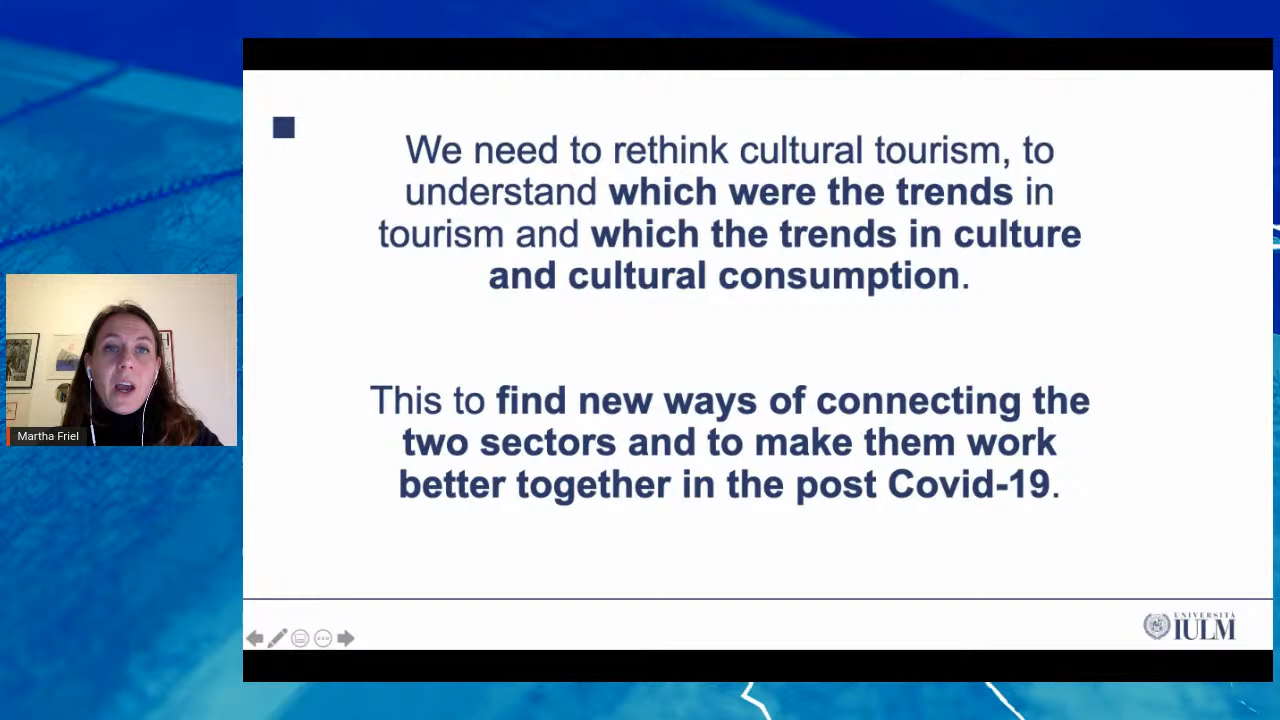 We need to rethink cultural tourism, to
understand which were the trends in
tourism and which the trends in culture
and cultural consumption.
This to find new ways of connecting the
two sectors and to make them work
better together in the post Covid-19.
Martha Friel
UNIVERSITÀ
IULM